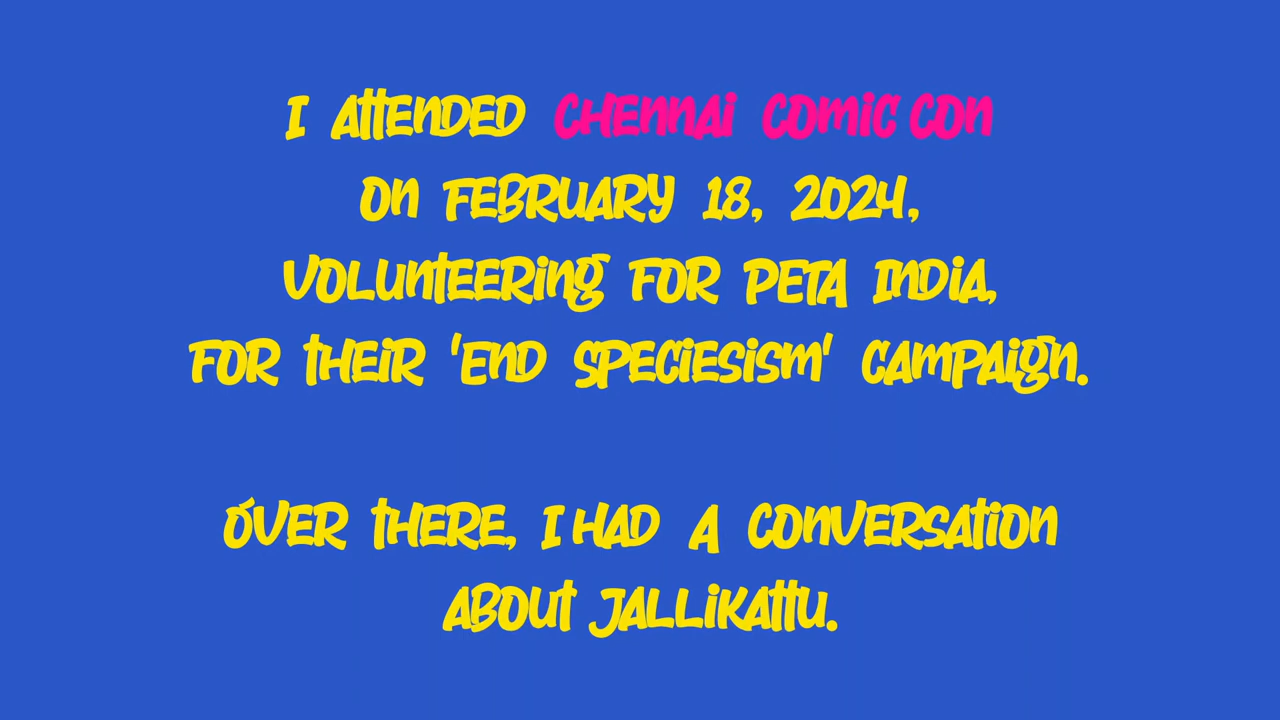 I ATTENDED CHENNAI COMIC CON
ON FEBRUARY 18, 2024,
VOLUNTEERING FOR PETA INDIA,
FOR THEIR 'END SPECIESISM' CAMPAIGN.
OVER THERE, I HAD A CONVERSATION
ABOUT JALLIKATTU.